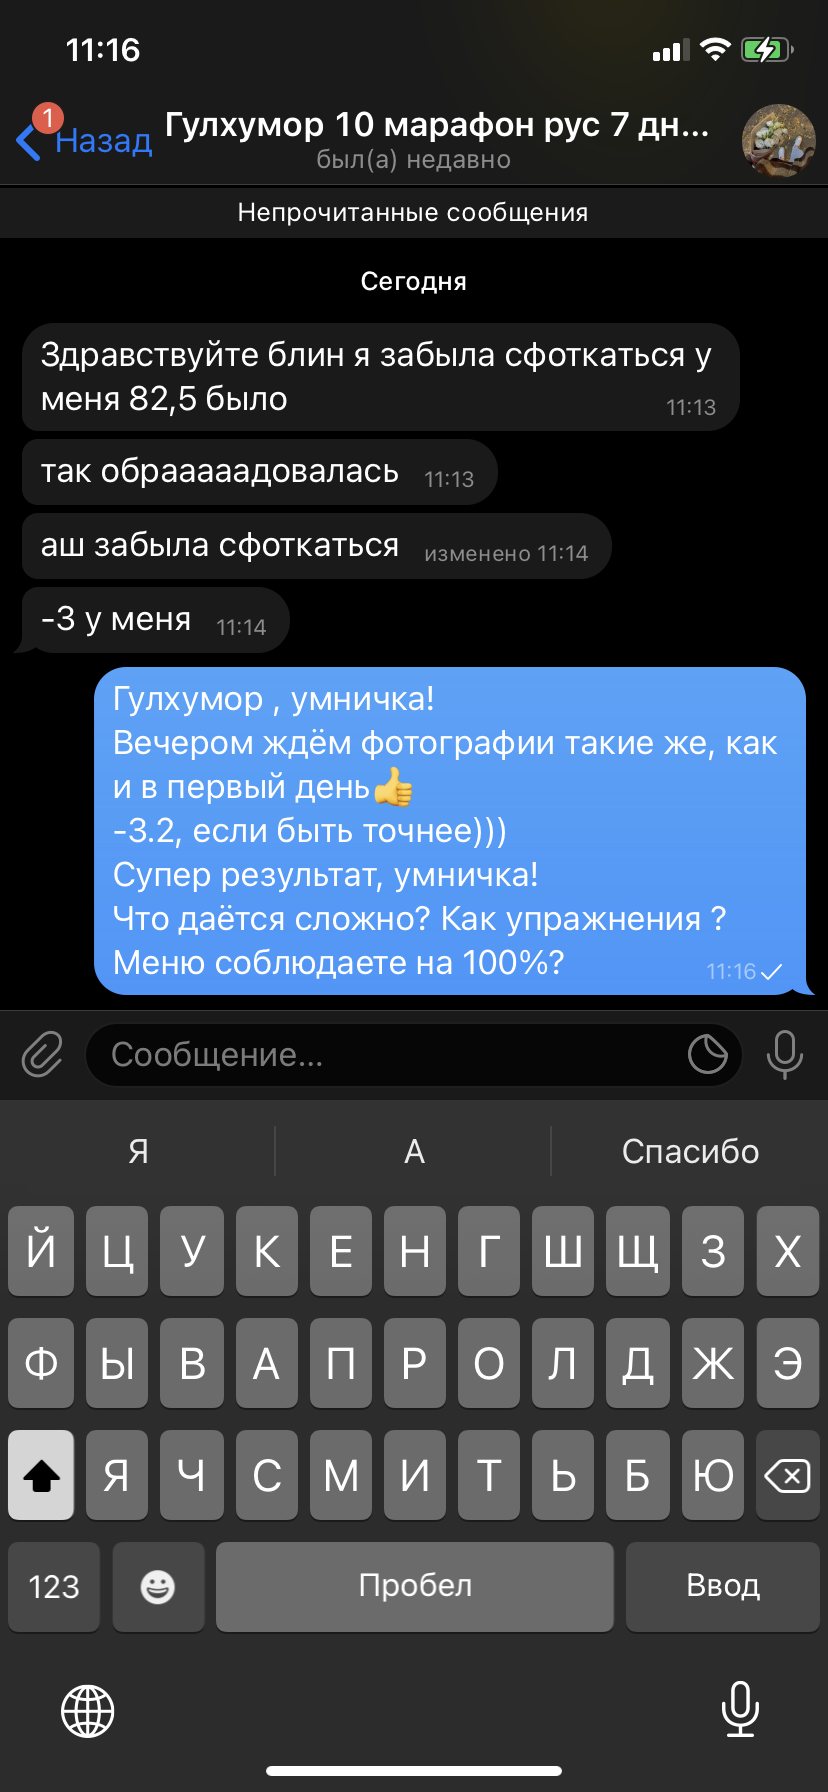 11:16
1
Назад
Гулхумор 10 марафон рус 7 дн...
был(а) недавно
Непрочитанные сообщения
Сегодня
Здравствуйте блин я забыла сфоткаться у
меня 82,5 было
11:13
так обрааааадовалась 11:13
аш забыла сфоткаться изменено 11:14
-3 у меня 11:14
Гулхумор , умничка!
Вечером ждём фотографии такие же, как
и в первый день👍
-3.2, если быть точнее)))
Супер результат, умничка!
Что даётся сложно? Как упражнения ?
Меню соблюдаете на 100%?
11:16
Сообщение...
Я А Спасибо
Й Ц У К Е Н Г Ш Щ З Х
Ф Ы В А П Р О Л Д Ж Э
Я Ч С М И Т Ь Б Ю
123 Пробел Ввод